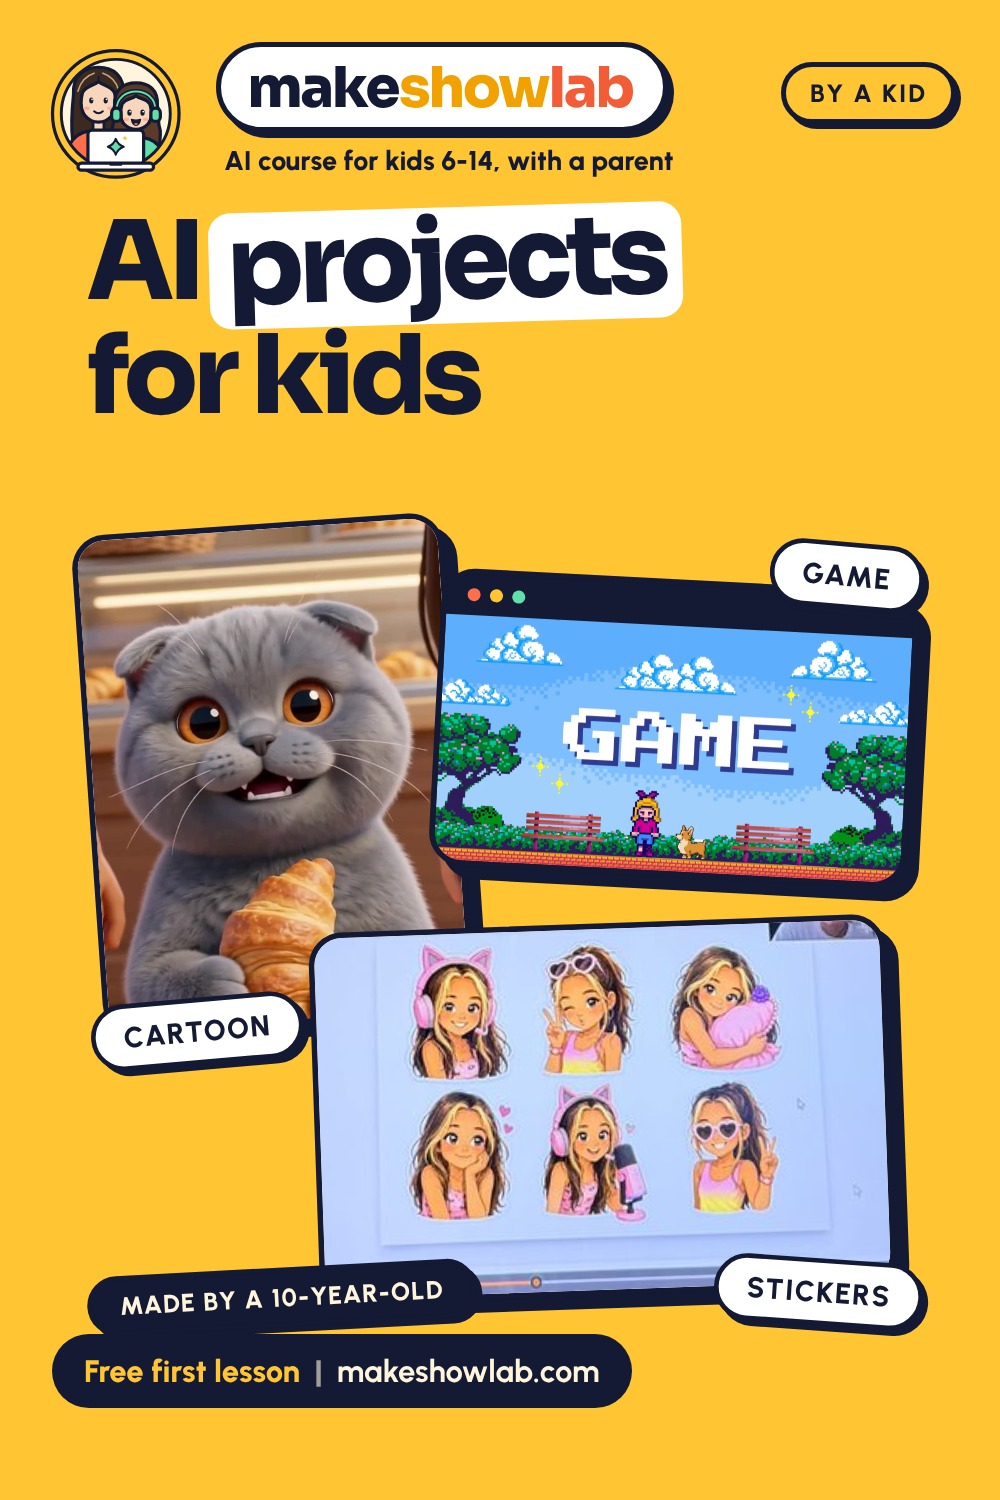 makeshowlab
BY A KID
AI course for kids 6-14, with a parent
AI projects
for kids
GAME
GAME
CARTOON
STICKERS
MADE BY A 10-YEAR-OLD
Free first lesson | makeshowlab.com